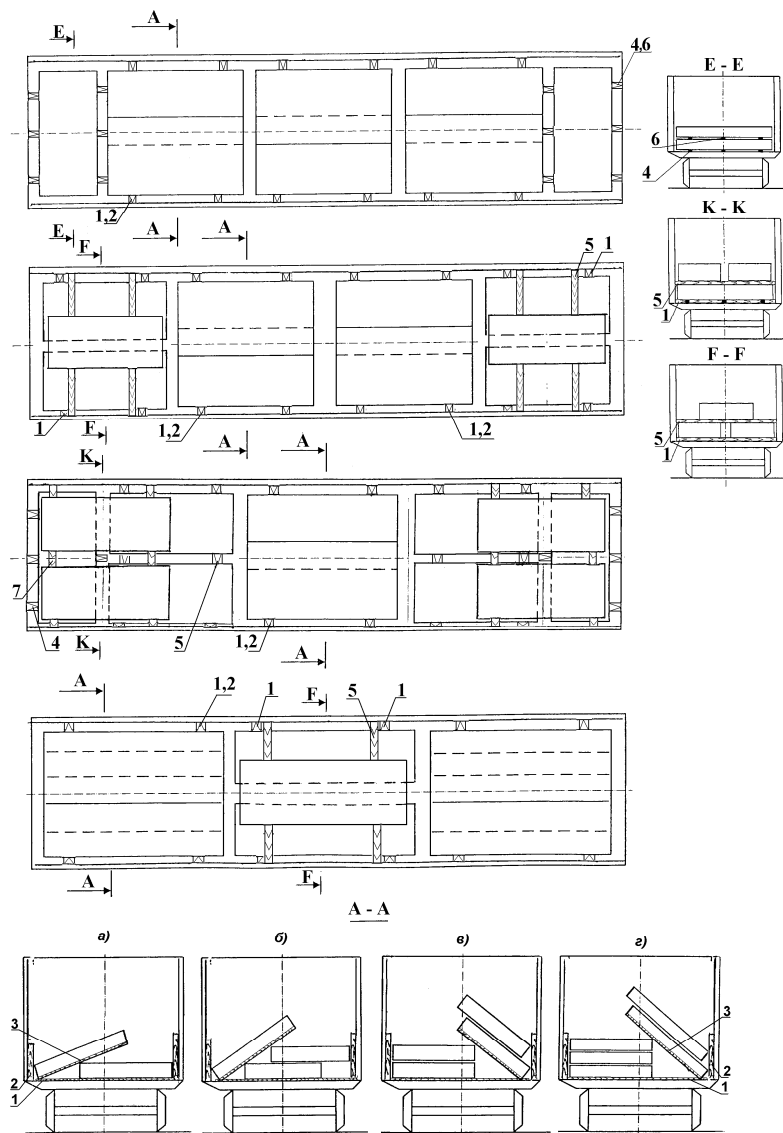 E A
4,6
E - E
6
4
1,2
E A A
F
5 1
K - K
5
1
F - F
5
1
1 1,2 1,2
F A A
K
7
4 5 1,2
K A
A 1,2 1 F 5 1
A F
A - A
а) б) в) г)
3 3
2 2
1 1